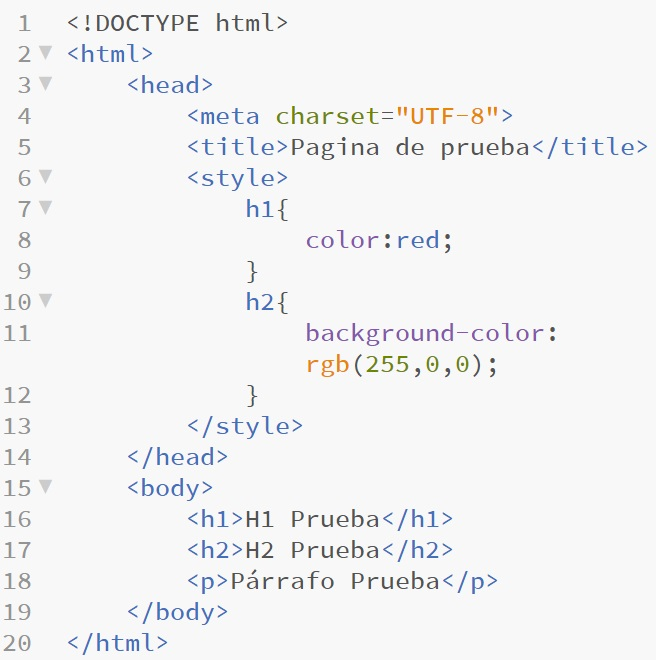 1 <!DOCTYPE html>
2 <html>
3     <head>
4         <meta charset="UTF-8">
5         <title>Pagina de prueba</title>
6         <style>
7             h1{
8                 color:red;
9             }
10             h2{
11                 background-color:
                rgb(255,0,0);
12             }
13         </style>
14     </head>
15     <body>
16         <h1>H1 Prueba</h1>
17         <h2>H2 Prueba</h2>
18         <p>Párrafo Prueba</p>
19     </body>
20 </html>